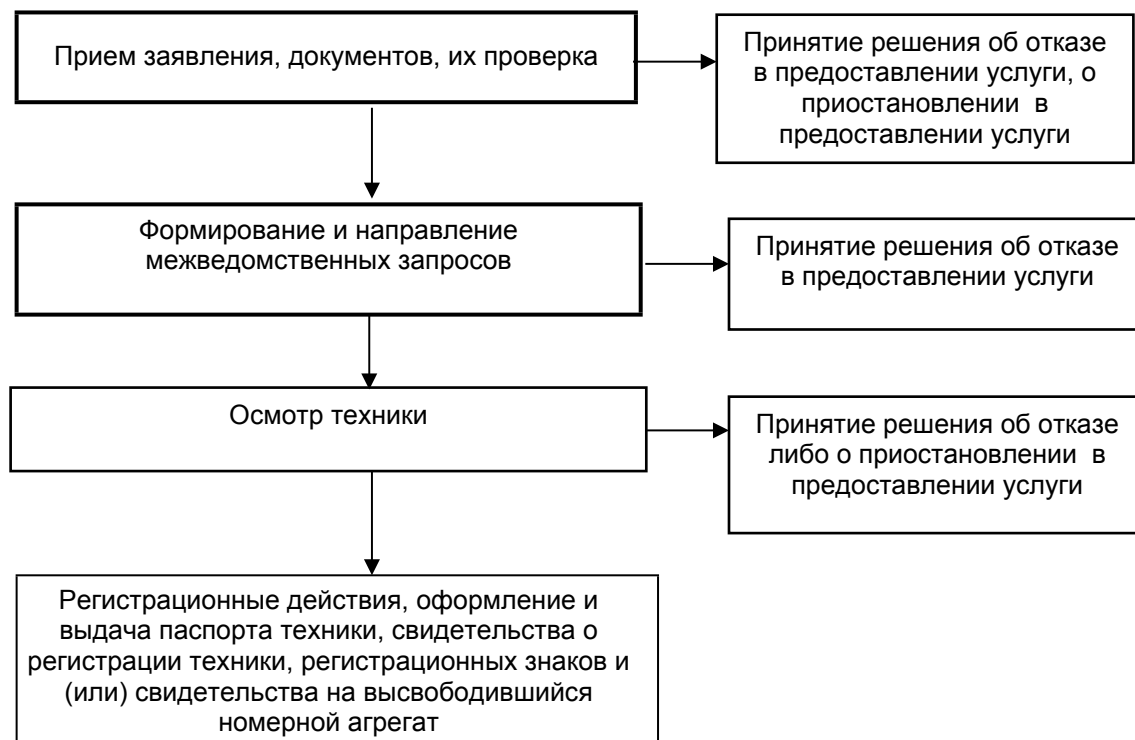 Прием заявления, документов, их проверка
Принятие решения об отказе
в предоставлении услуги, о
приостановлении в
предоставлении услуги
Формирование и направление
межведомственных запросов
Принятие решения об отказе
в предоставлении услуги
Осмотр техники
Принятие решения об отказе
либо о приостановлении в
предоставлении услуги
Регистрационные действия, оформление и
выдача паспорта техники, свидетельства о
регистрации техники, регистрационных знаков и
(или) свидетельства на высвободившийся
номерной агрегат